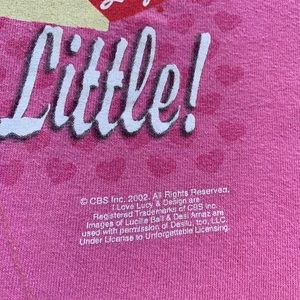 Little!
© CBS Inc. 2002. All Rights Reserved.
I Love Lucy & Design are
Registered Trademarks of CBS Inc.
Images of Lucille Ball & Desi Arnaz are
used with permission of Desilu, too, LLC.
Under License to Unforgettable Licensing.